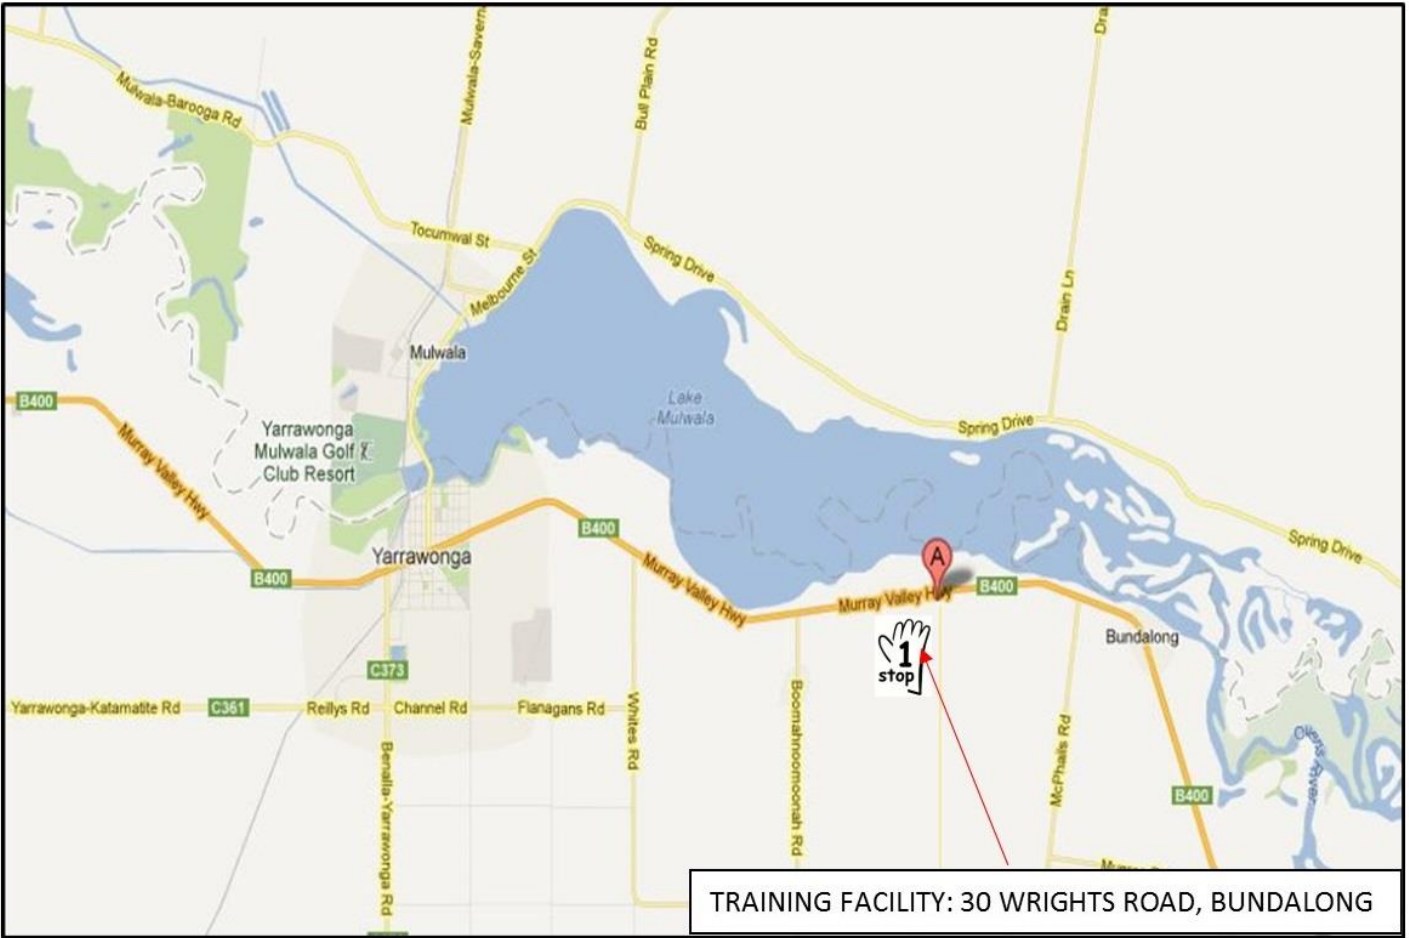 Mulwala-Barooga Rd
Mulwala-Savern
Bull Plain Rd
Dra
Tocumwal St
Melbourne St
Spring Drive
Drain Ln
Mulwala
Lake
Mulwala
B400
Murray Valley Hwy
Yarrawonga
Mulwala Golf
Club Resort
Spring Drive
B400
Spring Drive
Yarrawonga
B400
Murray Valley Hwy
A
Murray Valley Hwy
B400
Bundalong
1
stop
C373
Yarrawonga-Katamatite Rd
C361
Reillys Rd
Channel Rd
Flanagans Rd
Whites Rd
Boomahnoomoonah Rd
McPhails Rd
Ovens River
B400
Benalla-Yarrawonga Rd
TRAINING FACILITY: 30 WRIGHTS ROAD, BUNDALONG